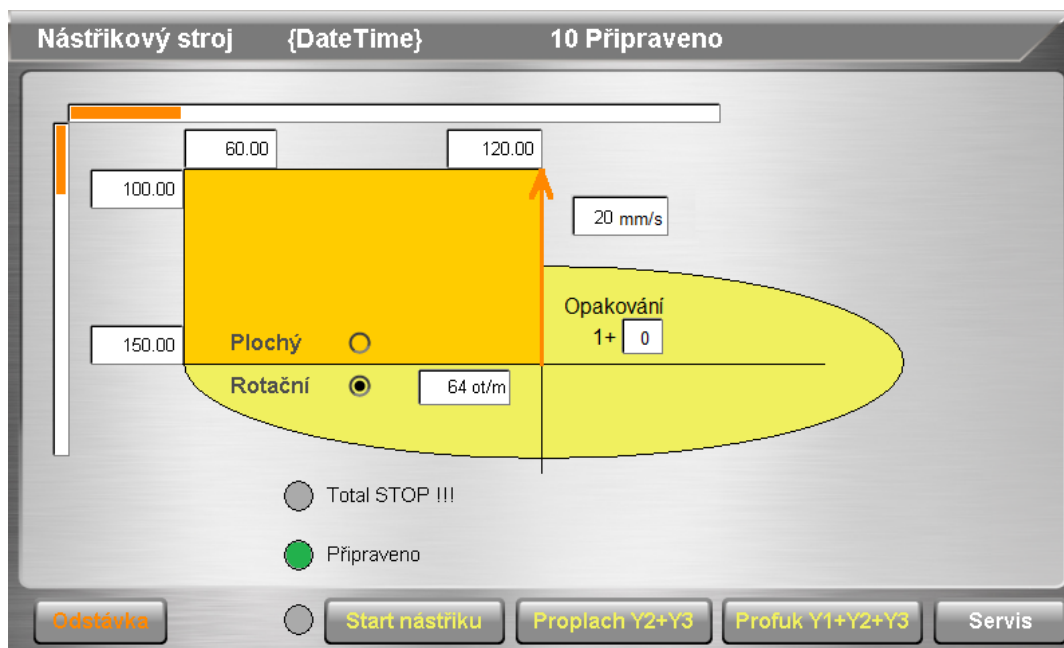 Nástřikový stroj {DateTime} 10 Připraveno
60.00 120.00
100.00
20 mm/s
Opakování
1+ 0
150.00 Plochý
Rotační 64 ot/m
Total STOP !!!
Připraveno
Odstávka Start nástřiku Proplach Y2+Y3 Profuk Y1+Y2+Y3 Servis